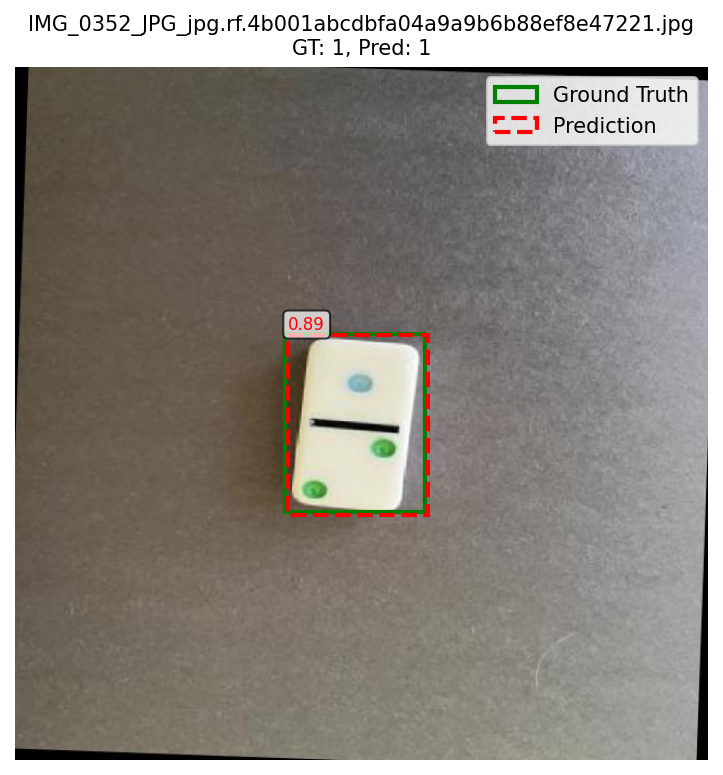 IMG_0352_JPG_jpg.rf.4b001abcdbfa04a9a9b6b88ef8e47221.jpg
GT: 1, Pred: 1
Ground Truth
Prediction
0.89